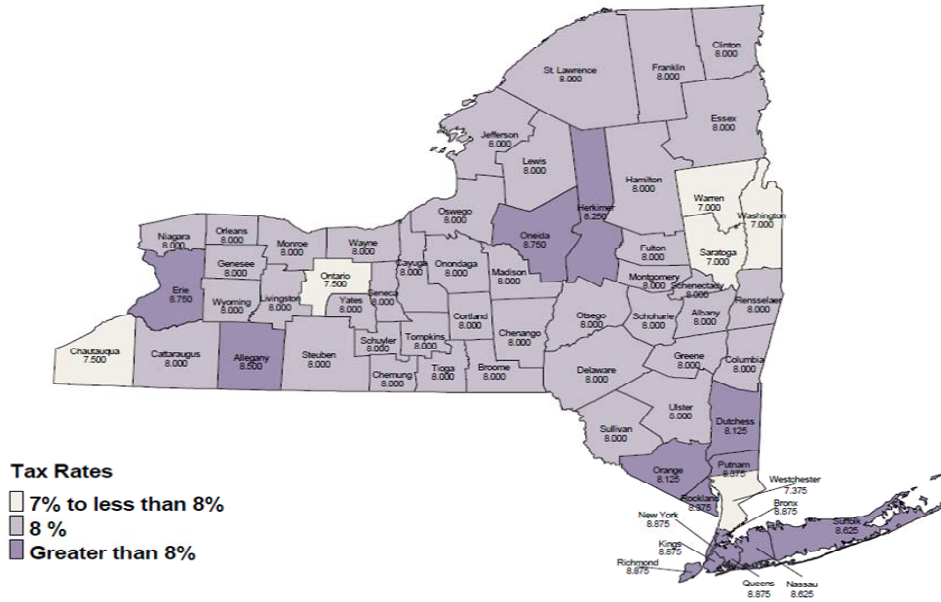 Clinton
8.000
Franklin
8.000
St. Lawrence
8.000
Essex
8.000
Jefferson
8.000
Lewis
8.000
Hamilton
8.000
Warren
7.000
Washington
7.000
Herkimer
8.250
Oswego
8.000
Oneida
8.750
Saratoga
7.000
Niagara
8.000
Orleans
8.000
Monroe
8.000
Wayne
8.000
Cayuga
8.000
Onondaga
8.000
Madison
8.000
Fulton
8.000
Montgomery
8.000
Schenectady
8.000
Rensselaer
8.000
Genesee
8.000
Ontario
7.500
Seneca
8.000
Erie
8.750
Wyoming
8.000
Livingston
8.000
Yates
8.000
Cortland
8.000
Chenango
8.000
Otsego
8.000
Schoharie
8.000
Albany
8.000
Chautauqua
7.500
Cattaraugus
8.000
Allegany
8.500
Steuben
8.000
Schuyler
8.000
Tompkins
8.000
Chemung
8.000
Tioga
8.000
Broome
8.000
Delaware
8.000
Greene
8.000
Columbia
8.000
Ulster
8.000
Sullivan
8.000
Dutchess
8.125
Orange
8.125
Putnam
8.375
Rockland
8.375
Westchester
7.375
Bronx
8.875
New York
8.875
Kings
8.875
Richmond
8.875
Queens
8.875
Nassau
8.625
Suffolk
8.625
Tax Rates
7% to less than 8%
8 %
Greater than 8%